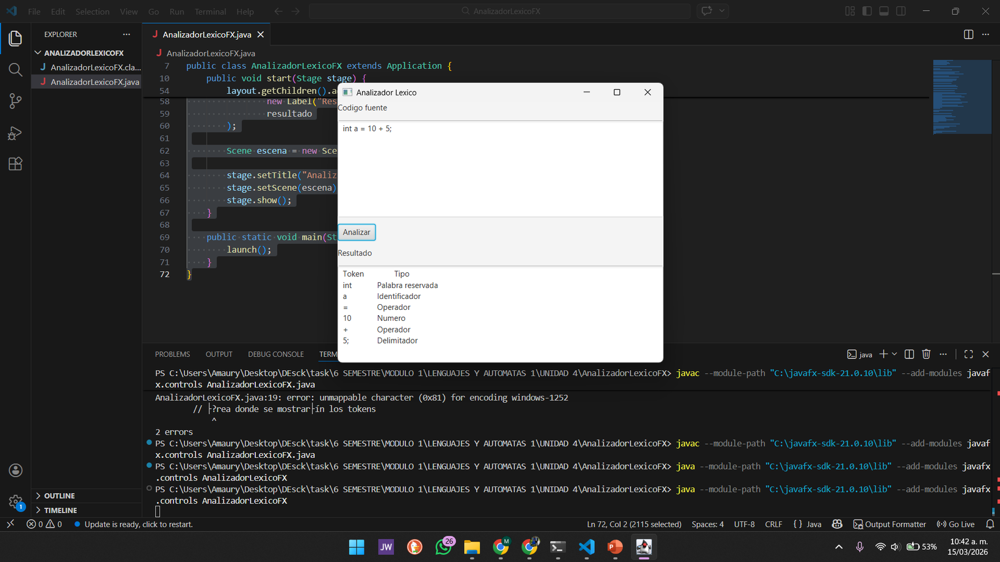 File Edit Selection View Go Run Terminal Help
AnalizadorLexicoFX
EXPLORER
ANALIZADORLEXICOFX
AnalizadorLexicoFX.cla...
AnalizadorLexicoFX.java
OUTLINE
TIMELINE
AnalizadorLexicoFX.java
AnalizadorLexicoFX.java
7 public class AnalizadorLexicoFX extends Application {
10 public void start(Stage stage) {
54 layout.getChildren().a
58 new Label("Res
59 resultado
60 );
61
62 Scene escena = new Sce
63
64 stage.setTitle("Analiz
65 stage.setScene(escena)
66 stage.show();
67 }
68
69 public static void main(St
70 launch();
71 }
72 }
Analizador Lexico
Codigo fuente
int a = 10 + 5;
Analizar
Resultado
Token Tipo
int Palabra reservada
a Identificador
= Operador
10 Numero
+ Operador
5; Delimitador
PROBLEMS OUTPUT DEBUG CONSOLE TERM
java
PS C:\Users\Amaury\Desktop\DEsck\task\6 SEMESTRE\MODULO 1\LENGUAJES Y AUTOMATAS 1\UNIDAD 4\AnalizadorLexicoFX> javac --module-path "C:\javafx-sdk-21.0.10\lib" --add-modules javaf
x.controls AnalizadorLexicoFX.java
AnalizadorLexicoFX.java:19: error: unmappable character (0x81) for encoding windows-1252
// ├?rea donde se mostrar├ín los tokens
^
2 errors
PS C:\Users\Amaury\Desktop\DEsck\task\6 SEMESTRE\MODULO 1\LENGUAJES Y AUTOMATAS 1\UNIDAD 4\AnalizadorLexicoFX> javac --module-path "C:\javafx-sdk-21.0.10\lib" --add-modules javaf
x.controls AnalizadorLexicoFX.java
PS C:\Users\Amaury\Desktop\DEsck\task\6 SEMESTRE\MODULO 1\LENGUAJES Y AUTOMATAS 1\UNIDAD 4\AnalizadorLexicoFX> java --module-path "C:\javafx-sdk-21.0.10\lib" --add-modules javafx
.controls AnalizadorLexicoFX
PS C:\Users\Amaury\Desktop\DEsck\task\6 SEMESTRE\MODULO 1\LENGUAJES Y AUTOMATAS 1\UNIDAD 4\AnalizadorLexicoFX> java --module-path "C:\javafx-sdk-21.0.10\lib" --add-modules javafx
.controls AnalizadorLexicoFX
1
0 0 Update is ready, click to restart.
Ln 72, Col 2 (2115 selected) Spaces: 4 UTF-8 CRLF {} Java Output Formatter Go Live
JW 26 M 53%
10:42 a. m.
15/03/2026